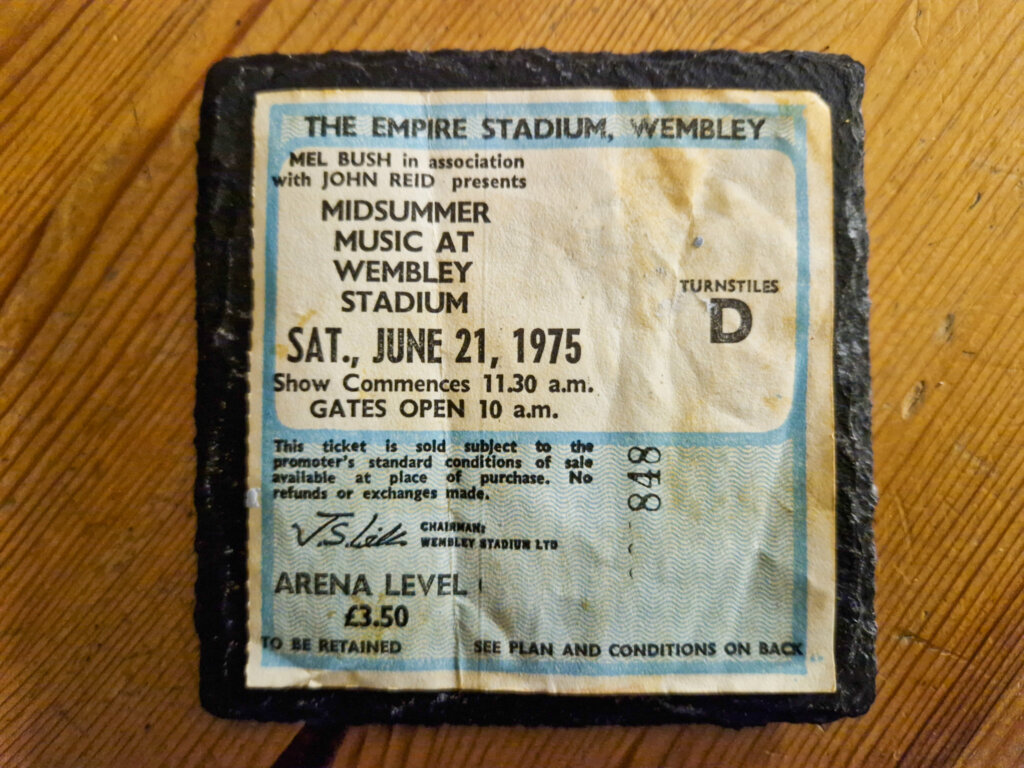 THE EMPIRE STADIUM, WEMBLEY
MEL BUSH in association
with JOHN REID presents
MIDSUMMER
MUSIC AT
WEMBLEY
STADIUM
SAT., JUNE 21, 1975
Show Commences 11.30 a.m.
GATES OPEN 10 a.m.
TURNSTILES
D
This ticket is sold subject to the
promoter's standard conditions of sale
available at place of purchase. No
refunds or exchanges made.
848
CHAIRMAN:
WEMBLEY STADIUM LTD
ARENA LEVEL
£3.50
TO BE RETAINED
SEE PLAN AND CONDITIONS ON BACK